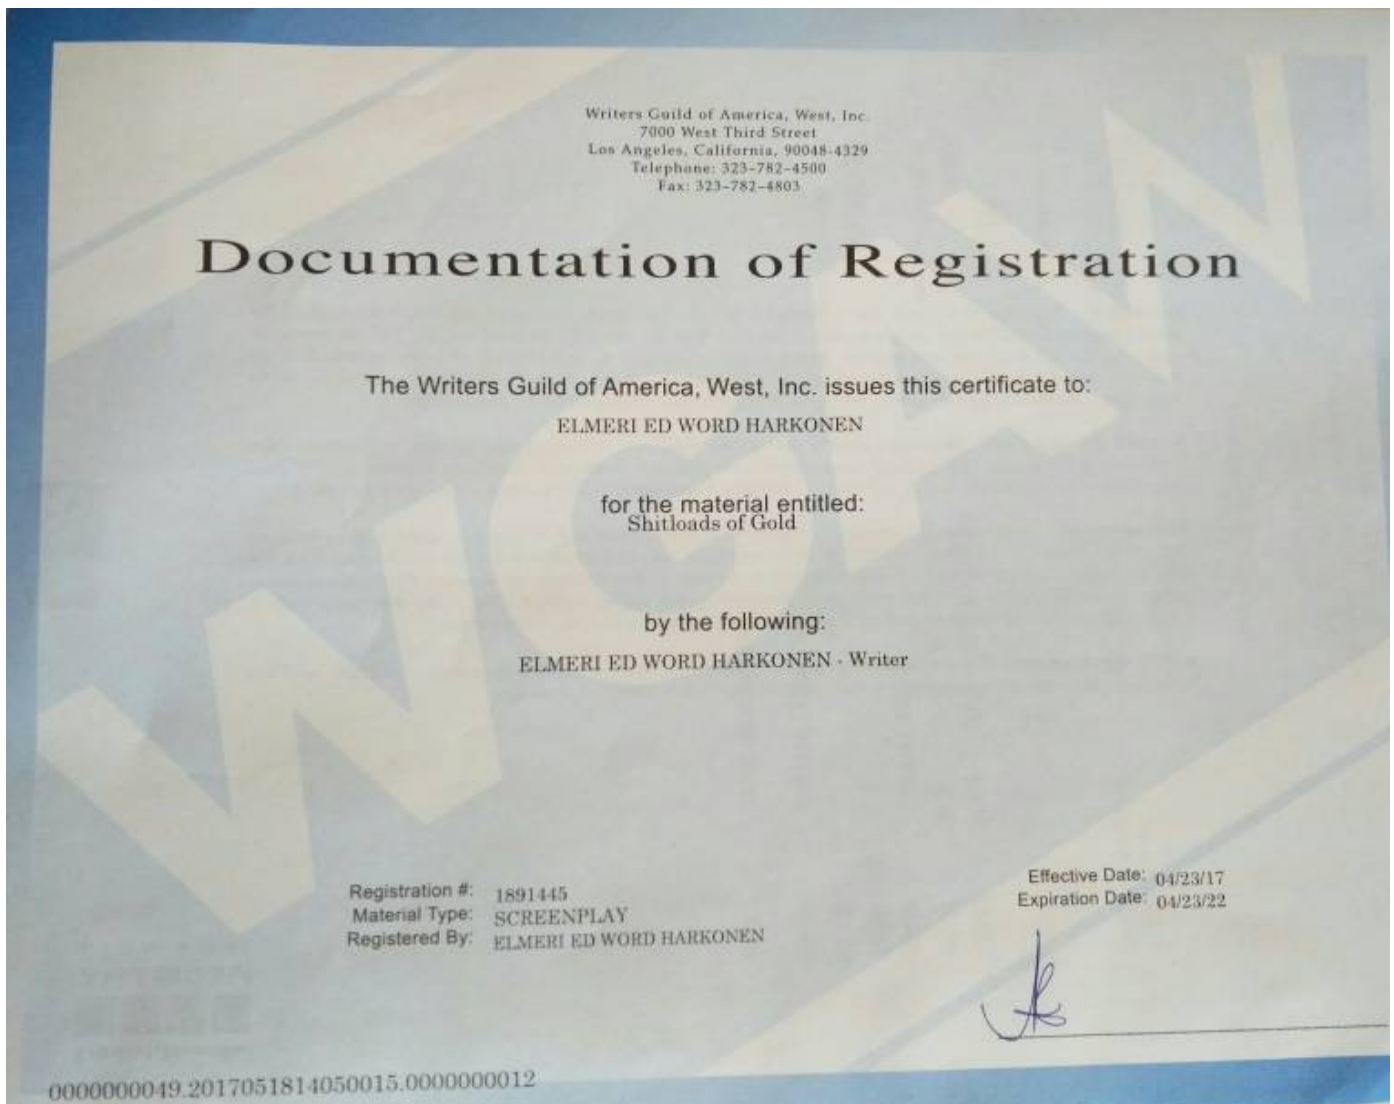 Writers Guild of America, West, Inc.
7000 West Third Street
Los Angeles, California, 90048-4329
Telephone: 323-782-4500
Fax: 323-782-4803
Documentation of Registration
The Writers Guild of America, West, Inc. issues this certificate to:
ELMERI ED WORD HARKONEN
for the material entitled:
Shitloads of Gold
by the following:
ELMERI ED WORD HARKONEN - Writer
WGAW
Registration #: 1891445
Material Type: SCREENPLAY
Registered By: ELMERI ED WORD HARKONEN
Effective Date: 04/23/17
Expiration Date: 04/23/22
0000000049.2017051814050015.0000000012